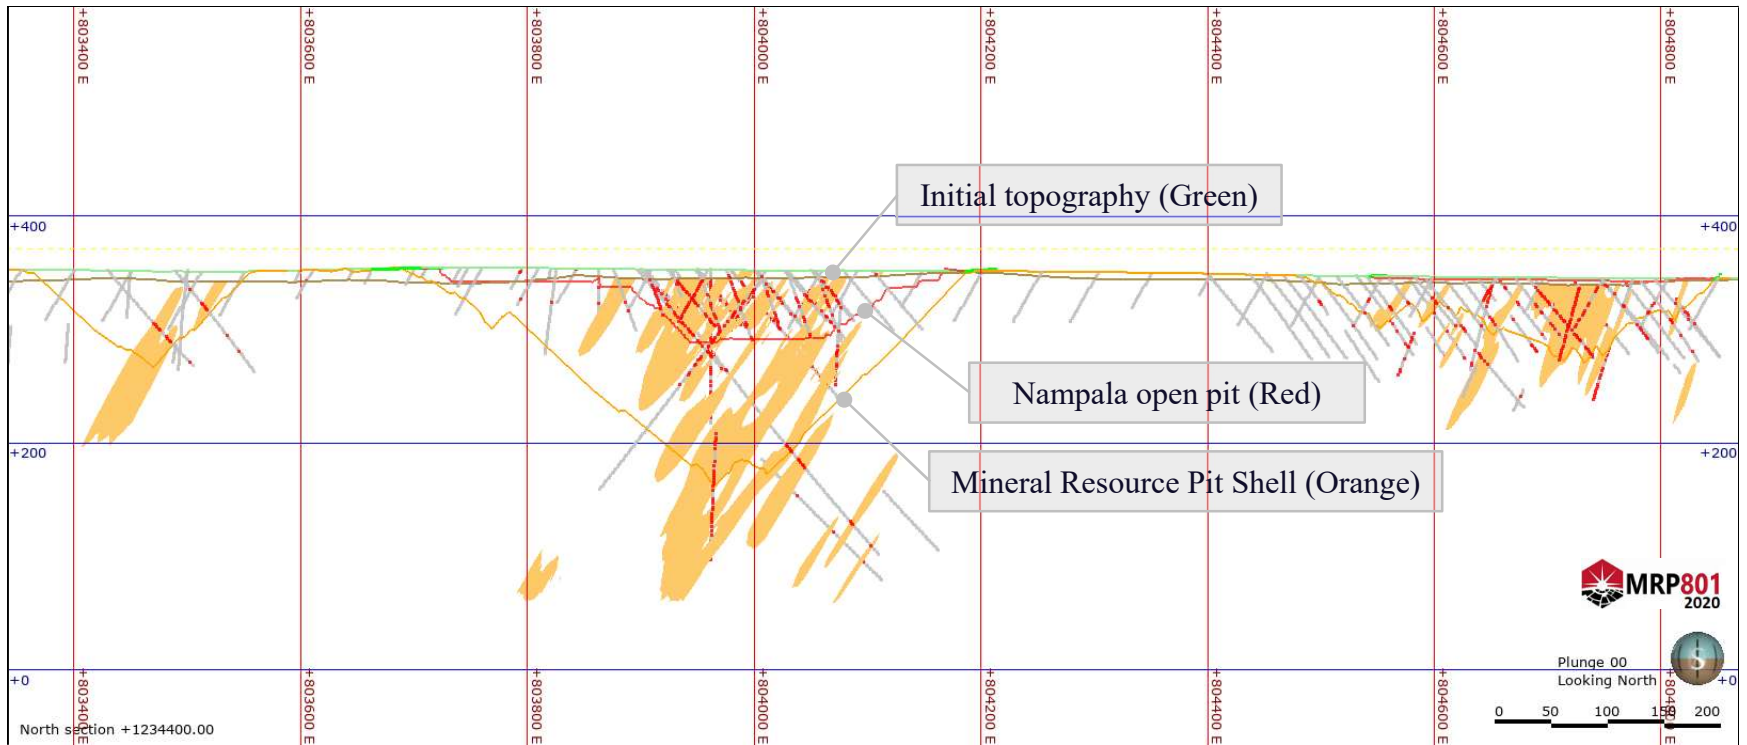 +803400 E
+803600 E
+803800 E
+804000 E
+804200 E
+804400 E
+804600 E
+804800 E
Initial topography (Green)
+400
+400
Nampala open pit (Red)
+200
+200
Mineral Resource Pit Shell (Orange)
MRP801
2020
S
Plunge 00
Looking North
+0
+0
0 50 100 150 200
North section +1234400.00
+803400 E
+803600 E
+803800 E
+804000 E
+804200 E
+804400 E
+804600 E
+804800 E